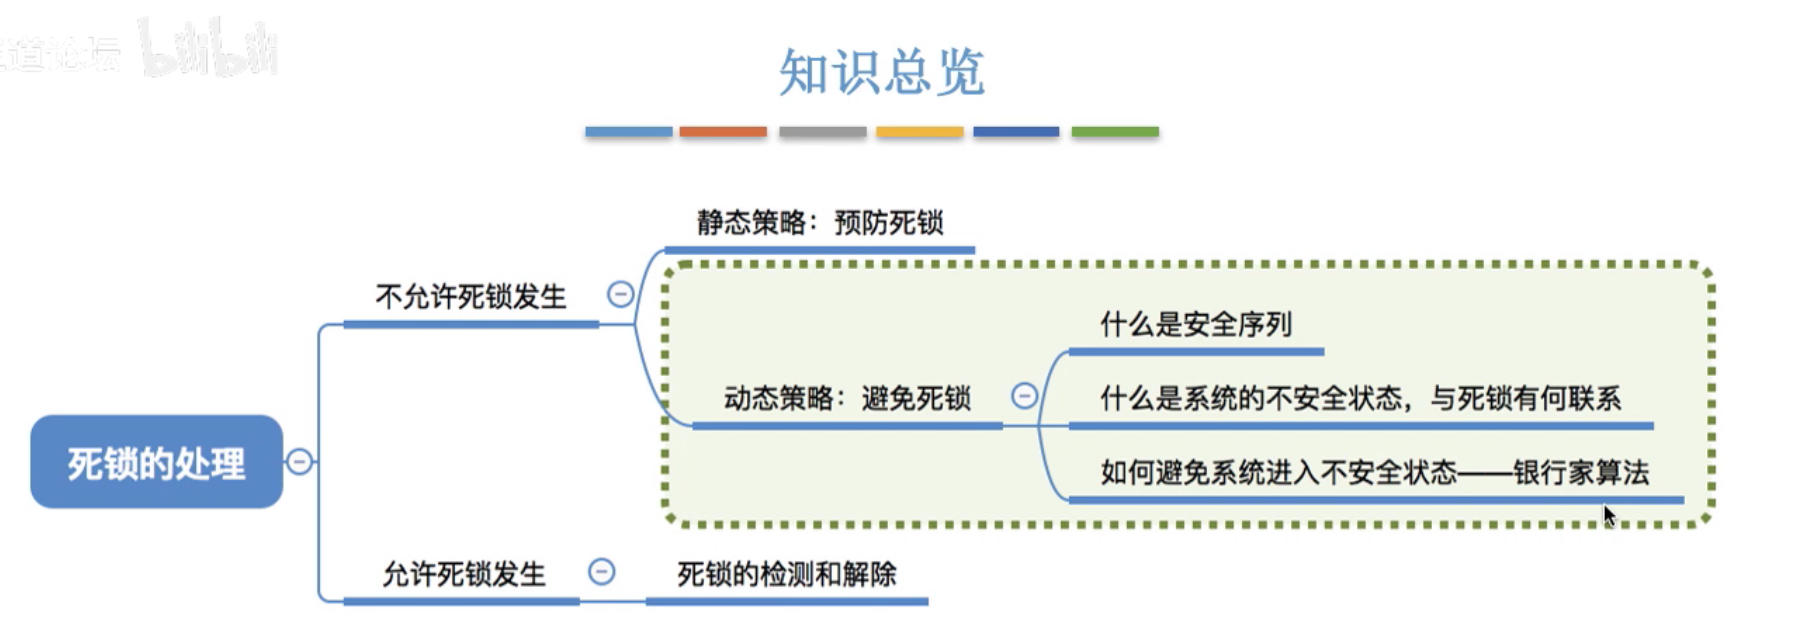 道论坛 bilibili
知识总览
静态策略：预防死锁
不允许死锁发生
什么是安全序列
动态策略：避免死锁
什么是系统的不安全状态，与死锁有何联系
死锁的处理
如何避免系统进入不安全状态——银行家算法
允许死锁发生
死锁的检测和解除